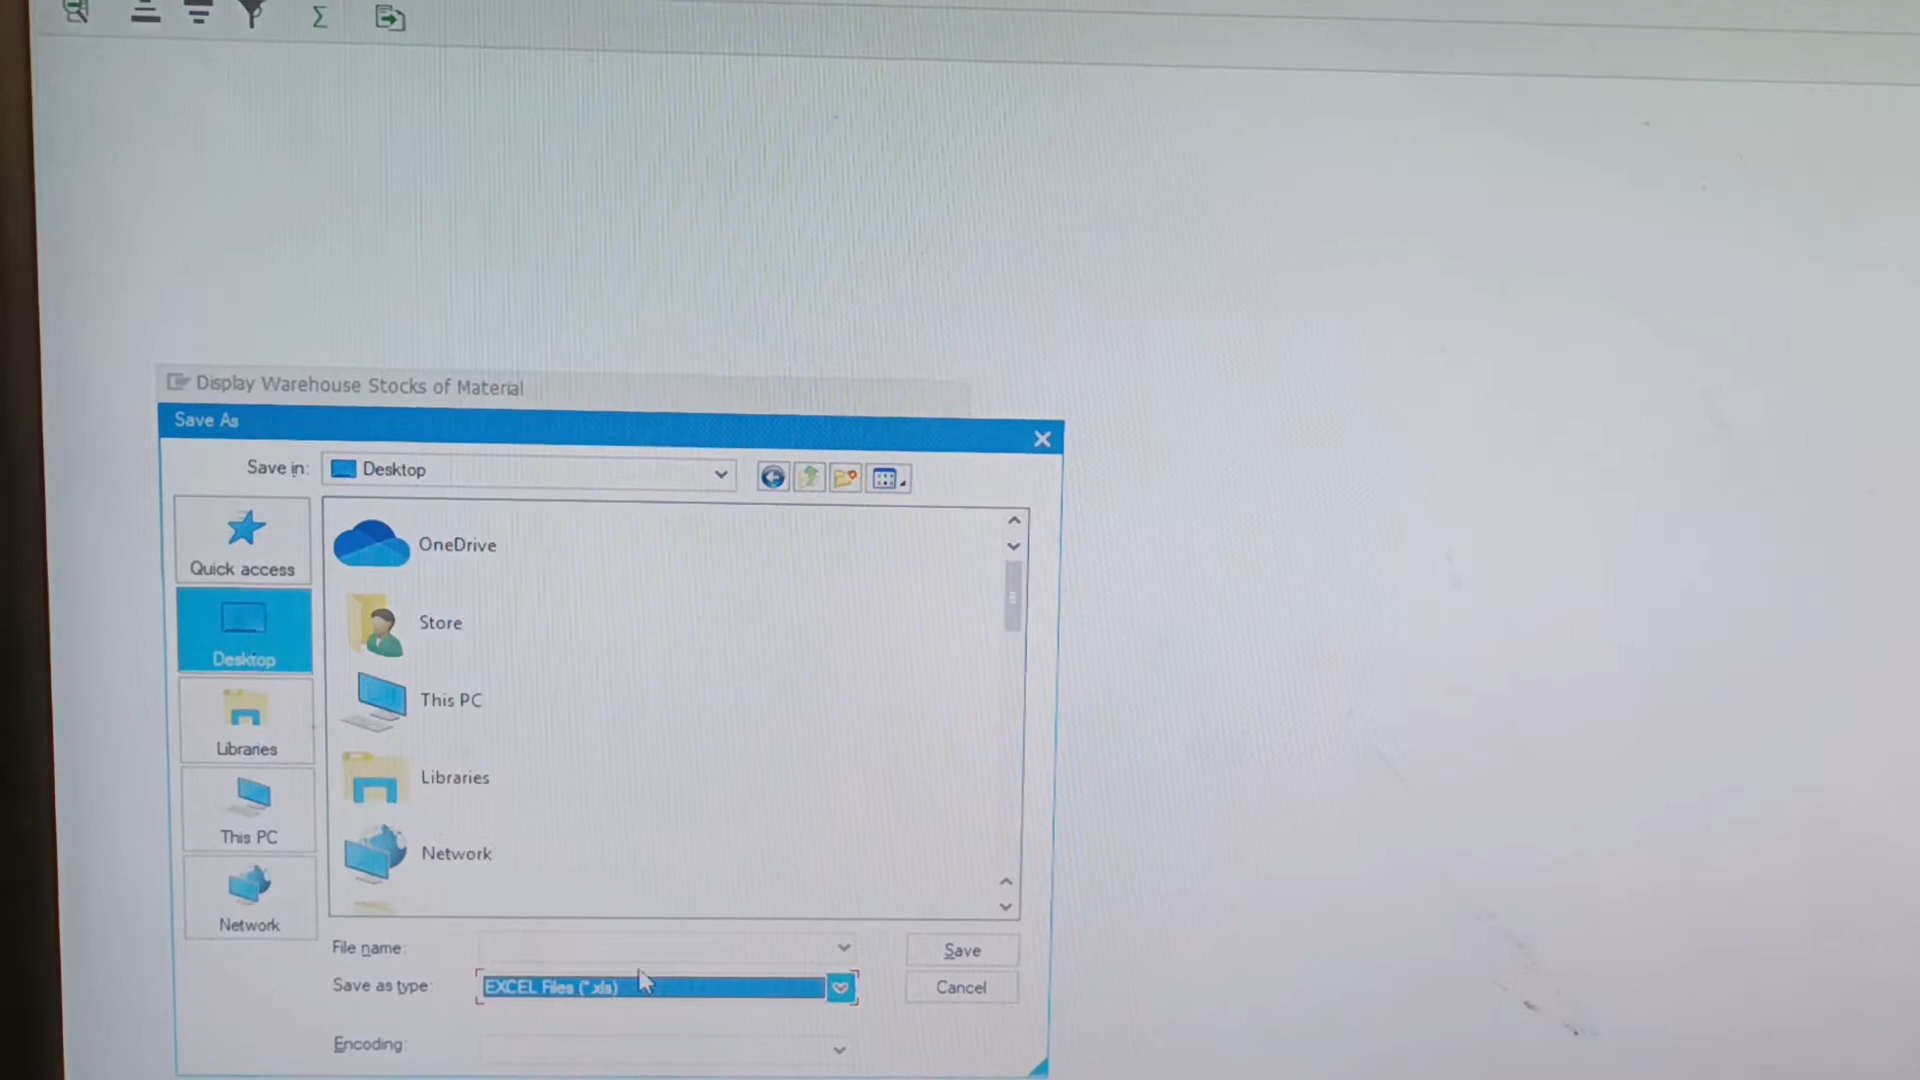 Σ
Display Warehouse Stocks of Material
Save As
Save in:
Desktop
Quick access
Desktop
Libraries
This PC
Network
OneDrive
Store
This PC
Libraries
Network
File name:
Save
Save as type:
EXCEL Files (*.xls)
Cancel
Encoding: